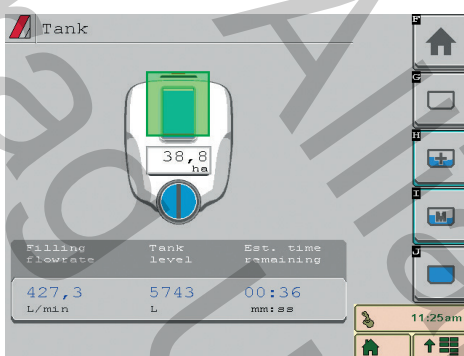 Tank
F
G
H
I
J
38,8
ha
M
Filling flowrate
Tank level
Est. time remaining
427,3
5743
00:36
L/min
L
mm:ss
11:25am